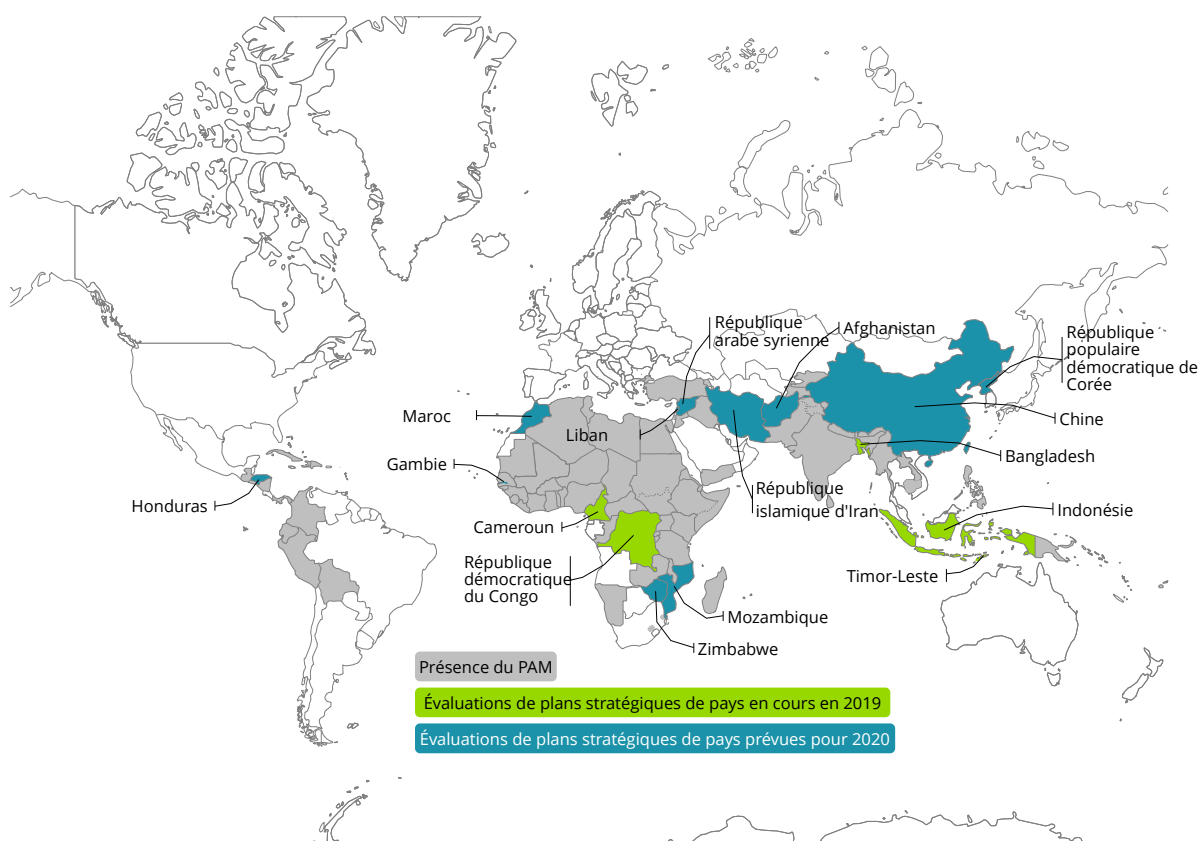 République
arabe syrienne
Afghanistan
République
populaire
démocratique de
Corée
Maroc
Liban
Chine
Gambie
Bangladesh
Honduras
République
islamique d'Iran
Indonésie
Cameroun
République
démocratique
du Congo
Timor-Leste
Mozambique
Zimbabwe
Présence du PAM
Évaluations de plans stratégiques de pays en cours en 2019
Évaluations de plans stratégiques de pays prévues pour 2020